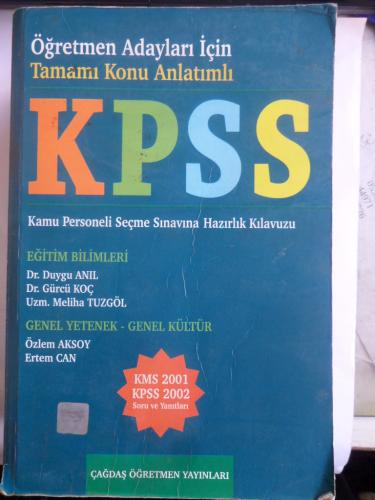 Öğretmen Adayları İçin
Tamamı Konu Anlatımlı
KPSS
Kamu Personeli Seçme Sınavına Hazırlık Kılavuzu
EĞİTİM BİLİMLERİ
Dr. Duygu ANIL
Dr. Gürcü KOÇ
Uzm. Meliha TUZGÖL
GENEL YETENEK - GENEL KÜLTÜR
Özlem AKSOY
Ertem CAN
KMS 2001
KPSS 2002
Soru ve Yanıtları
ÇAĞDAŞ ÖĞRETMEN YAYINLARI